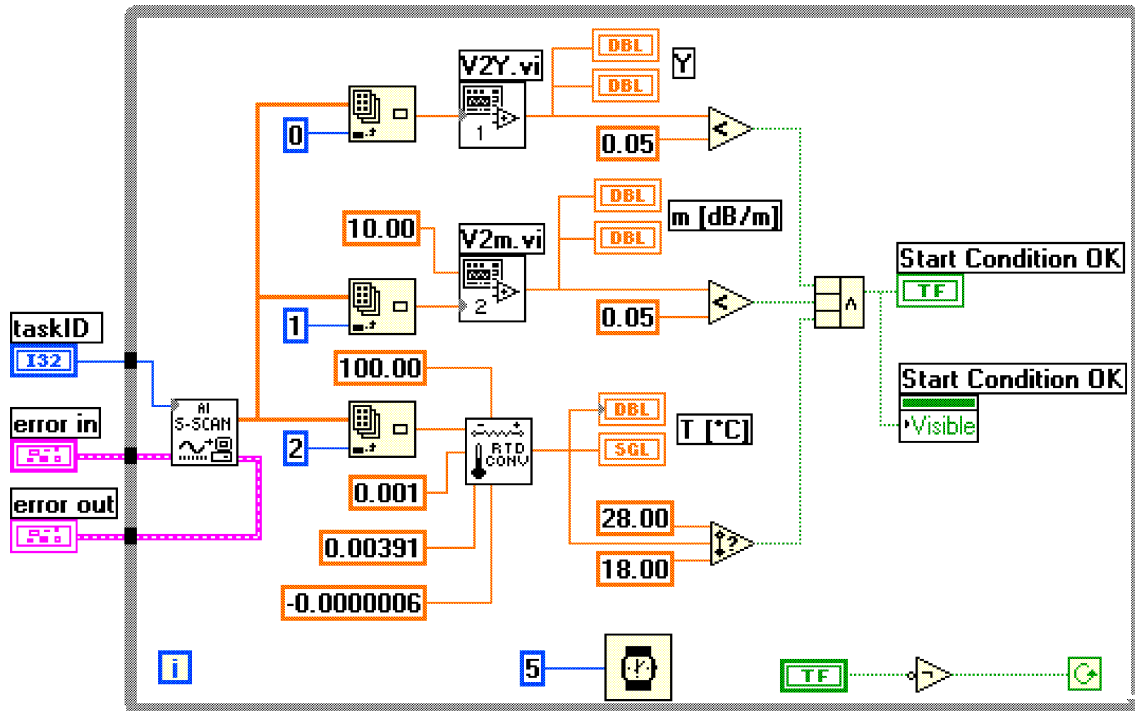 V2Y.vi
DBL
DBL
Y
0
1
0.05
<
10.00
V2m.vi
DBL
DBL
m [dB/m]
1
2
0.05
<
Start Condition OK
TF
taskID
I32
100.00
Start Condition OK
Visible
error in
AI
S-SCAN
2
RTD
CONV
DBL
SGL
T [*C]
0.001
error out
28.00
?
0.00391
18.00
-0.0000006
i
5
TF